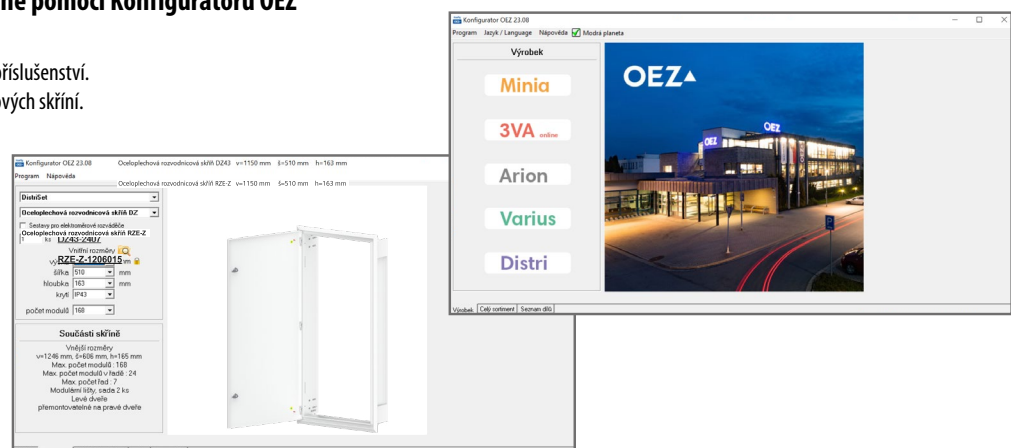 ně pomocí Konfigurátoru OEZ
příslušenství.
ových skříní.
Konfigurator OEZ 23.08
Program Jazyk / Language Nápověda Modrá planeta
Výrobek
Minia
3VA online
Arion
Varius
Distri
OEZ
OEZ
OEZ
Výrobek Celý sortiment Seznam dílů
Konfigurator OEZ 23.08 Oceloplechová rozvodnicová skříň DZ43 v=1150 mm š=510 mm h=163 mm
Program Nápověda
Oceloplechová rozvodnicová skříň RZE-Z v=1150 mm š=510 mm h=163 mm
DistriSet
Oceloplechová rozvodnicová skříň DZ
Sestavy pro elektroměrové rozváděče
Oceloplechová rozvodnicová skříň RZE-Z
1 ks DZ43-2407
Vnitřní rozměry
RZE-Z-1206015
šířka 510 mm
hloubka 163 mm
krytí IP43
počet modulů 168
Součásti skříně
Vnější rozměry
v=1246 mm, š=606 mm, h=165 mm
Max. počet modulů : 168
Max. počet modulů v řadě : 24
Max. počet řad : 7
Modulární lišty, sada 2 ks
Levé dveře
přemontovatelné na pravé dveře